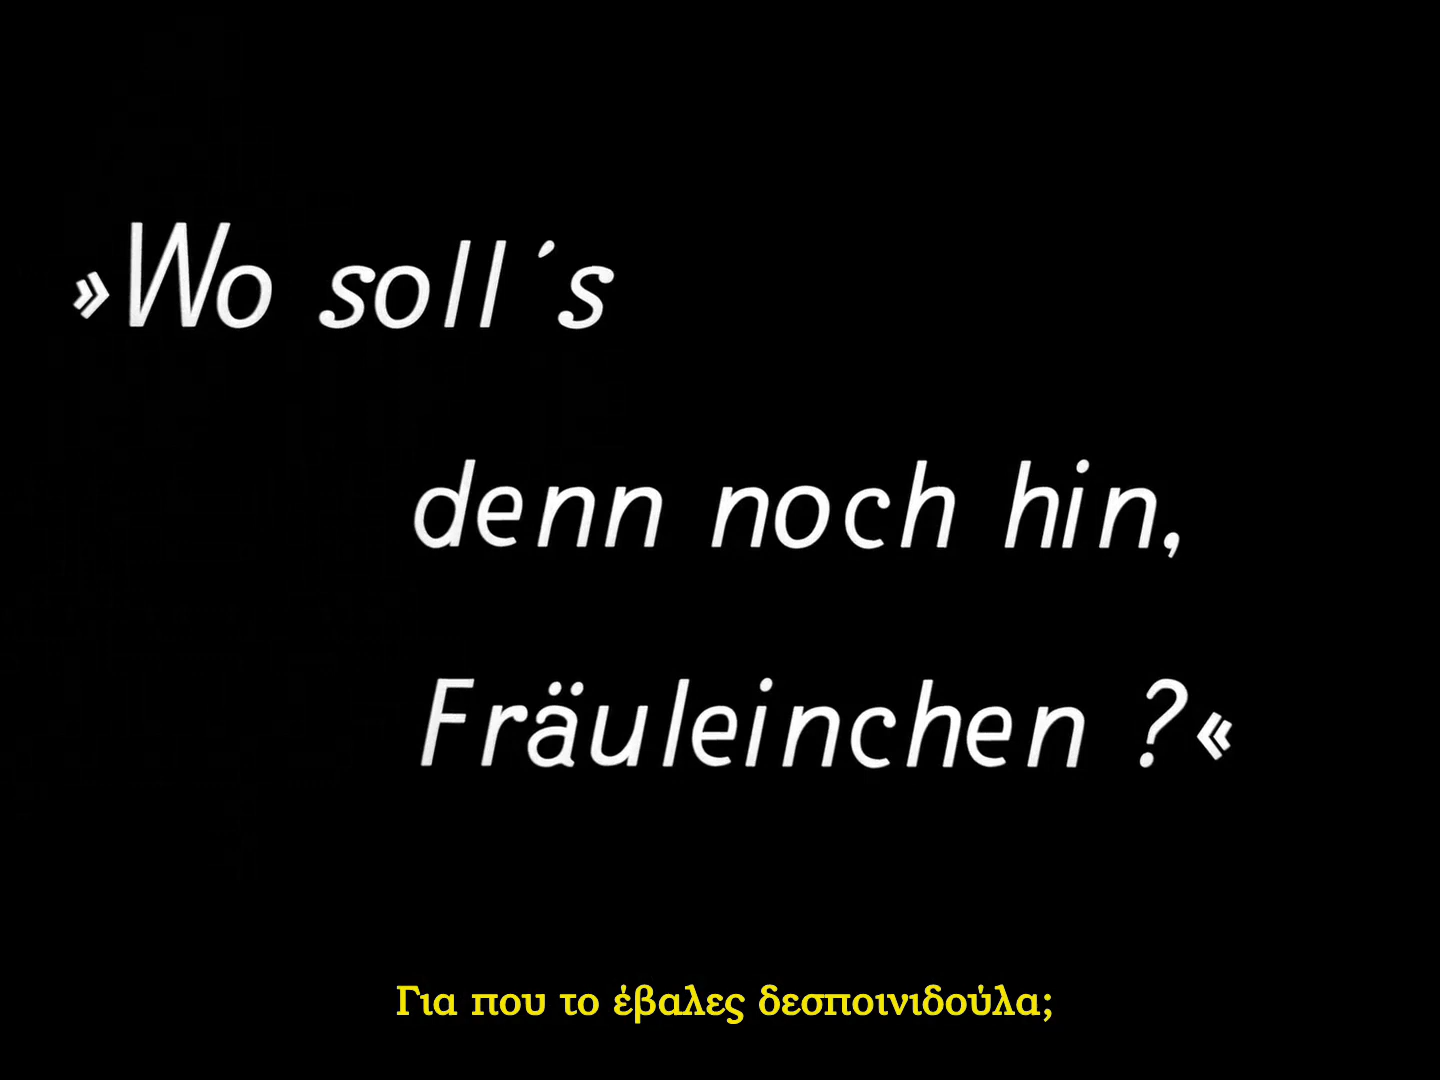 »Wo soll´s
denn noch hin,
Fräuleinchen ?«
Για που το έβαλες δεσποινιδούλα;